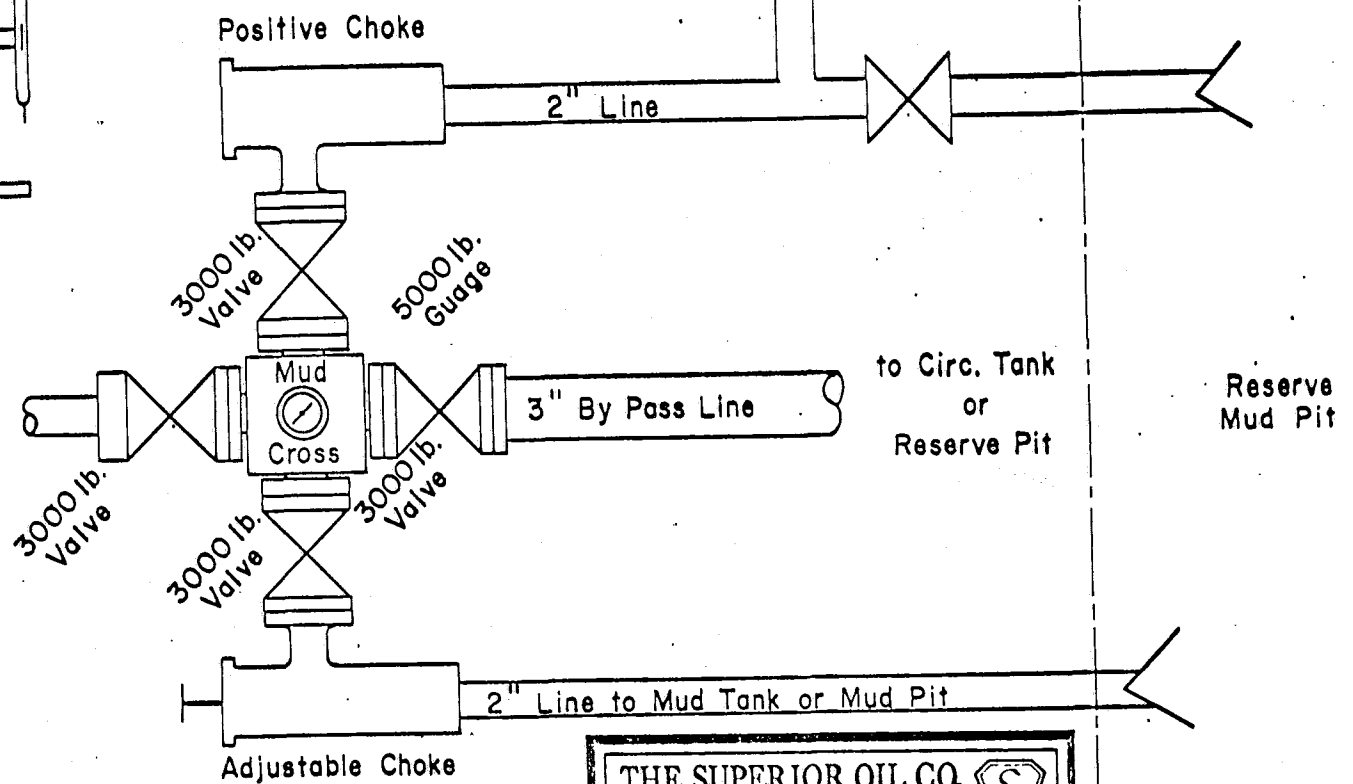 Positive Choke
2" Line
3000 lb.
Valve
5000 lb.
Guage
Mud
Cross
3" By Pass Line
to Circ. Tank
or
Reserve Pit
Reserve
Mud Pit
3000 lb.
Valve
3000 lb.
Valve
3000 lb.
Valve
2" Line to Mud Tank or Mud Pit
Adjustable Choke
THE SUPERIOR OIL CO. S